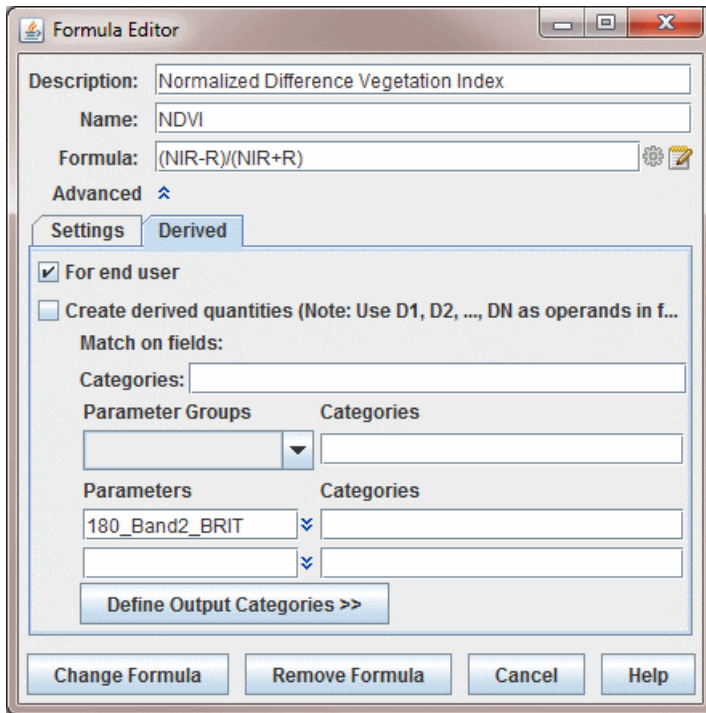 Formula Editor
Description: Normalized Difference Vegetation Index
Name: NDVI
Formula: (NIR-R)/(NIR+R)
Advanced
Settings Derived
For end user
Create derived quantities (Note: Use D1, D2, ..., DN as operands in f...
Match on fields:
Categories:
Parameter Groups Categories
Parameters Categories
180_Band2_BRIT
Define Output Categories >>
Change Formula Remove Formula Cancel Help